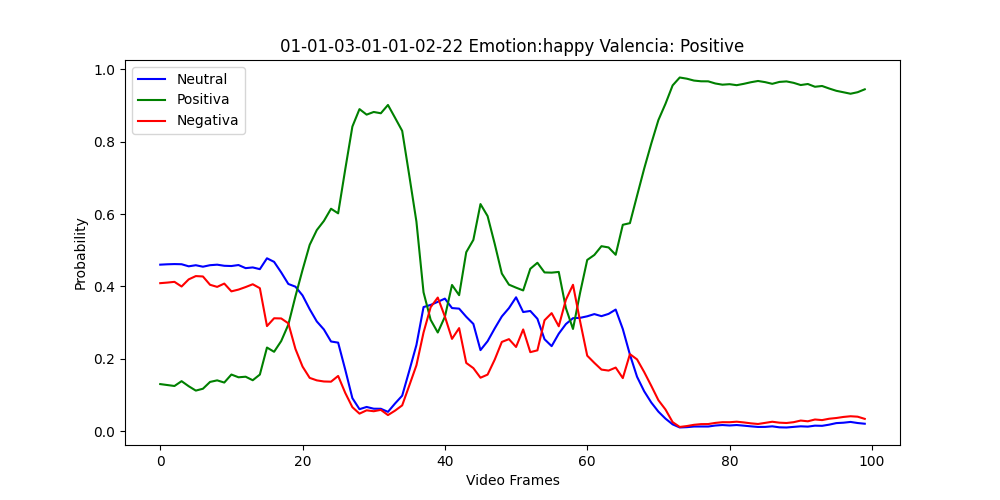 01-01-03-01-01-02-22 Emotion:happy Valencia: Positive
Neutral
Positiva
Negativa
Probability
1.0
0.8
0.6
0.4
0.2
0.0
0 20 40 60 80 100
Video Frames